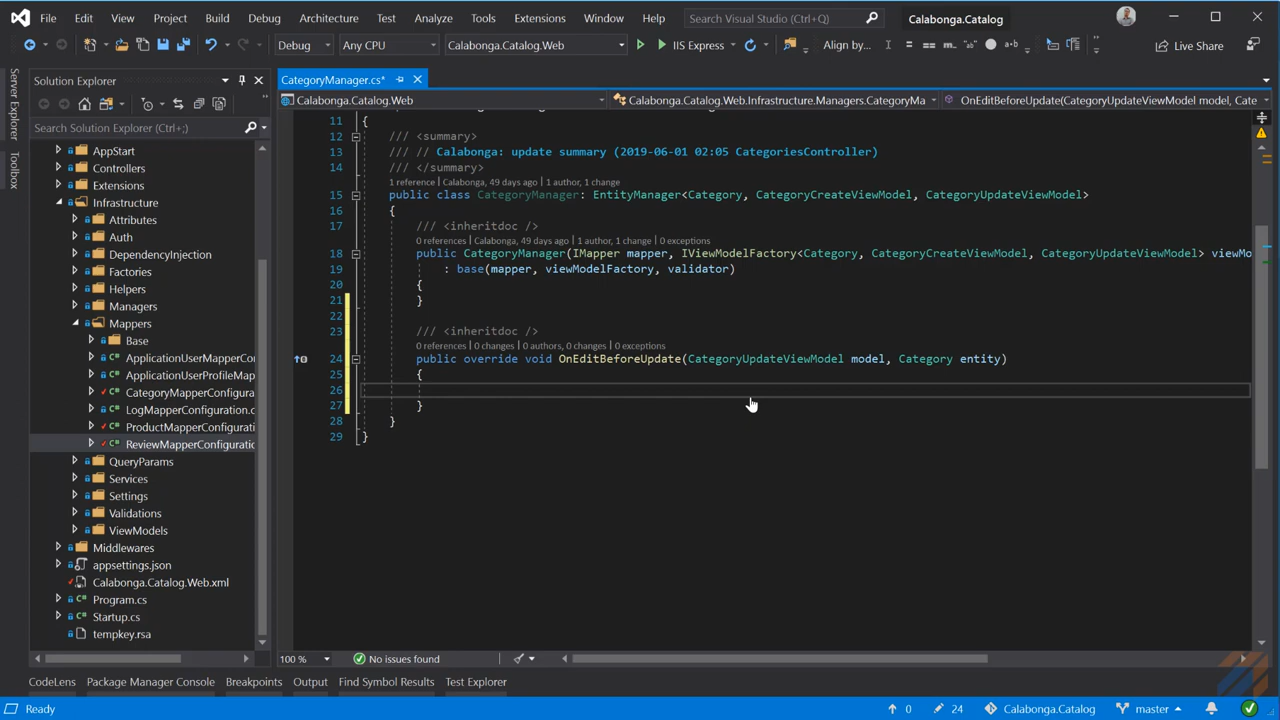 File Edit View Project Build Debug Architecture Test Analyze Tools Extensions Window Help Search Visual Studio (Ctrl+Q) Calabonga.Catalog
Debug Any CPU Calabonga.Catalog.Web IIS Express Align by... Live Share
Server Explorer
Toolbox
Solution Explorer
Search Solution Explorer (Ctrl+;)
AppStart
Controllers
Extensions
Infrastructure
Attributes
Auth
DependencyInjection
Factories
Helpers
Managers
Mappers
Base
ApplicationUserMapperCon
ApplicationUserProfileMap
CategoryMapperConfigura
LogMapperConfiguration.c
ProductMapperConfigurati
ReviewMapperConfiguratic
QueryParams
Services
Settings
Validations
ViewModels
Middlewares
appsettings.json
Calabonga.Catalog.Web.xml
Program.cs
Startup.cs
tempkey.rsa
CategoryManager.cs*
Calabonga.Catalog.Web Calabonga.Catalog.Web.Infrastructure.Managers.CategoryMa OnEditBeforeUpdate(CategoryUpdateViewModel model, Cate
11 {
12 /// <summary>
13 /// // Calabonga: update summary (2019-06-01 02:05 CategoriesController)
14 /// </summary>
1 reference | Calabonga, 49 days ago | 1 author, 1 change
15 public class CategoryManager: EntityManager<Category, CategoryCreateViewModel, CategoryUpdateViewModel>
16 {
17 /// <inheritdoc />
0 references | Calabonga, 49 days ago | 1 author, 1 change | 0 exceptions
18 public CategoryManager(IMapper mapper, IViewModelFactory<Category, CategoryCreateViewModel, CategoryUpdateViewModel> viewMo
19 : base(mapper, viewModelFactory, validator)
20 {
21 }
22
23 /// <inheritdoc />
0 references | 0 changes | 0 authors, 0 changes | 0 exceptions
24 public override void OnEditBeforeUpdate(CategoryUpdateViewModel model, Category entity)
25 {
26
27 }
28 }
29 }
100 % No issues found
CodeLens Package Manager Console Breakpoints Output Find Symbol Results Test Explorer
Ready 0 24 Calabonga.Catalog master